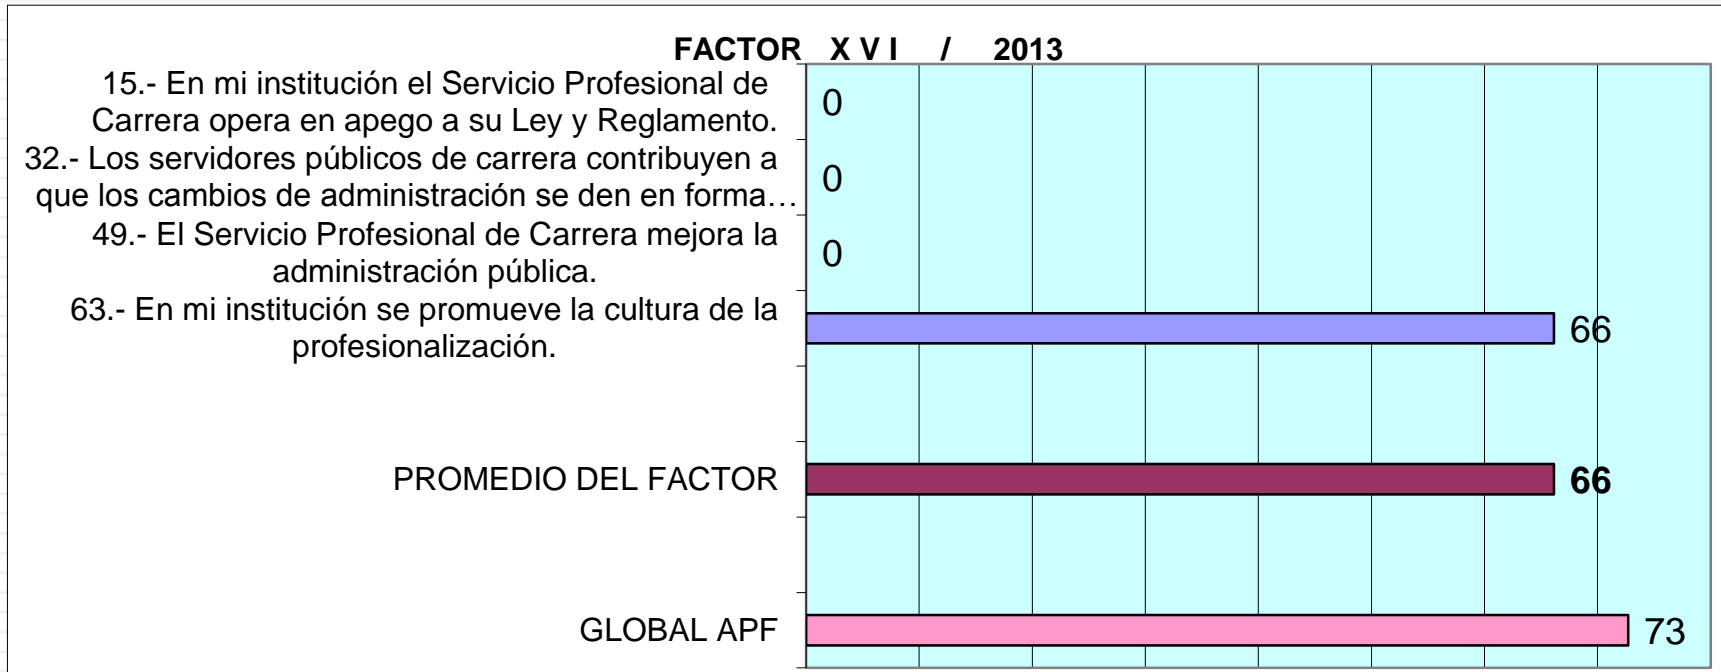 FACTOR X V I / 2013
15.- En mi institución el Servicio Profesional de
Carrera opera en apego a su Ley y Reglamento.
0
32.- Los servidores públicos de carrera contribuyen a
que los cambios de administración se den en forma…
0
49.- El Servicio Profesional de Carrera mejora la
administración pública.
0
63.- En mi institución se promueve la cultura de la
profesionalización.
66
PROMEDIO DEL FACTOR
66
GLOBAL APF
73